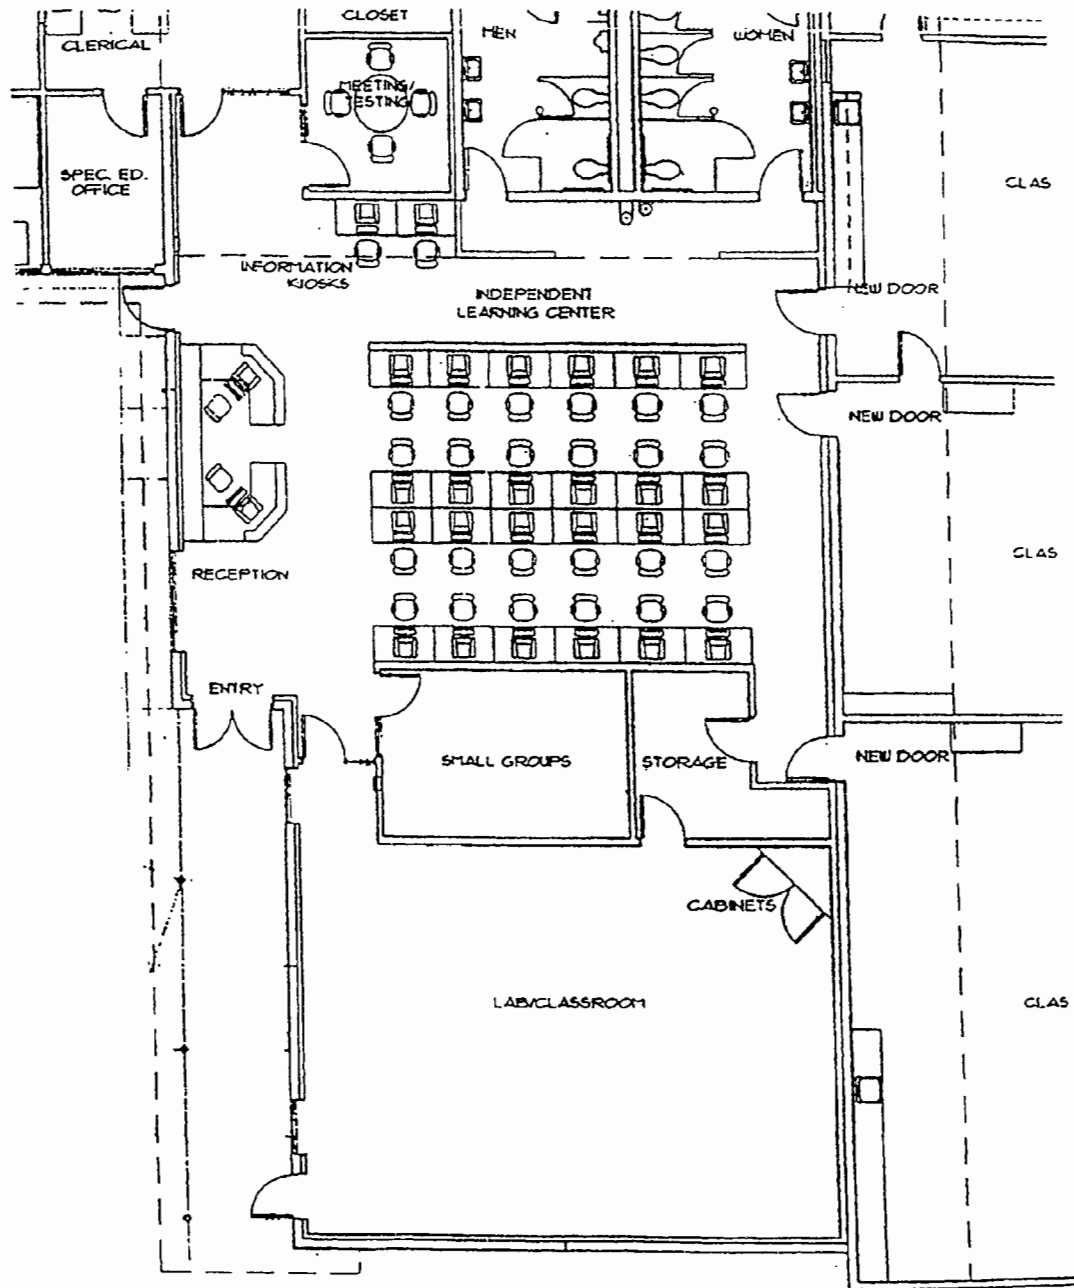 CLOSET
MEN
WOMEN
CLERICAL
MEETING/
TESTING
SPEC. ED.
OFFICE
CLAS
INFORMATION
KIOSKS
INDEPENDENT
LEARNING CENTER
NEW DOOR
NEW DOOR
CLAS
RECEPTION
ENTRY
SMALL GROUPS
STORAGE
NEW DOOR
CABINETS
LAB/CLASSROOM
CLAS